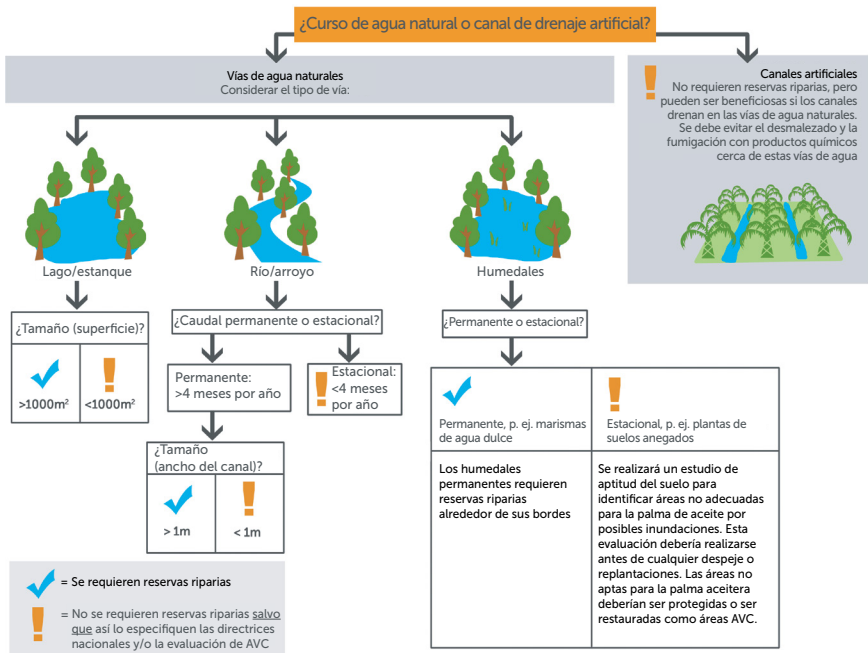 ¿Curso de agua natural o canal de drenaje artificial?
Vías de agua naturales
Considerar el tipo de vía:
Canales artificiales
No requieren reservas riparias, pero
pueden ser beneficiosas si los canales
drenan en las vías de agua naturales.
Se debe evitar el desmalezado y la
fumigación con productos químicos
cerca de estas vías de agua
Lago/estanque
Río/arroyo
Humedales
¿Tamaño (superficie)?
>1000m²
<1000m²
¿Caudal permanente o estacional?
Permanente:
>4 meses por año
Estacional:
<4 meses
por año
¿Tamaño
(ancho del canal)?
> 1m
< 1m
¿Permanente o estacional?
Permanente, p. ej. marismas
de agua dulce
Estacional, p. ej. plantas de
suelos anegados
Los humedales
permanentes requieren
reservas riparias
alrededor de sus bordes
Se realizará un estudio de
aptitud del suelo para
identificar áreas no adecuadas
para la palma de aceite por
posibles inundaciones. Esta
evaluación debería realizarse
antes de cualquier despeje o
replantaciones. Las áreas no
aptas para la palma aceitera
deberían ser protegidas o ser
restauradas como áreas AVC.
= Se requieren reservas riparias
= No se requieren reservas riparias salvo
que así lo especifiquen las directrices
nacionales y/o la evaluación de AVC